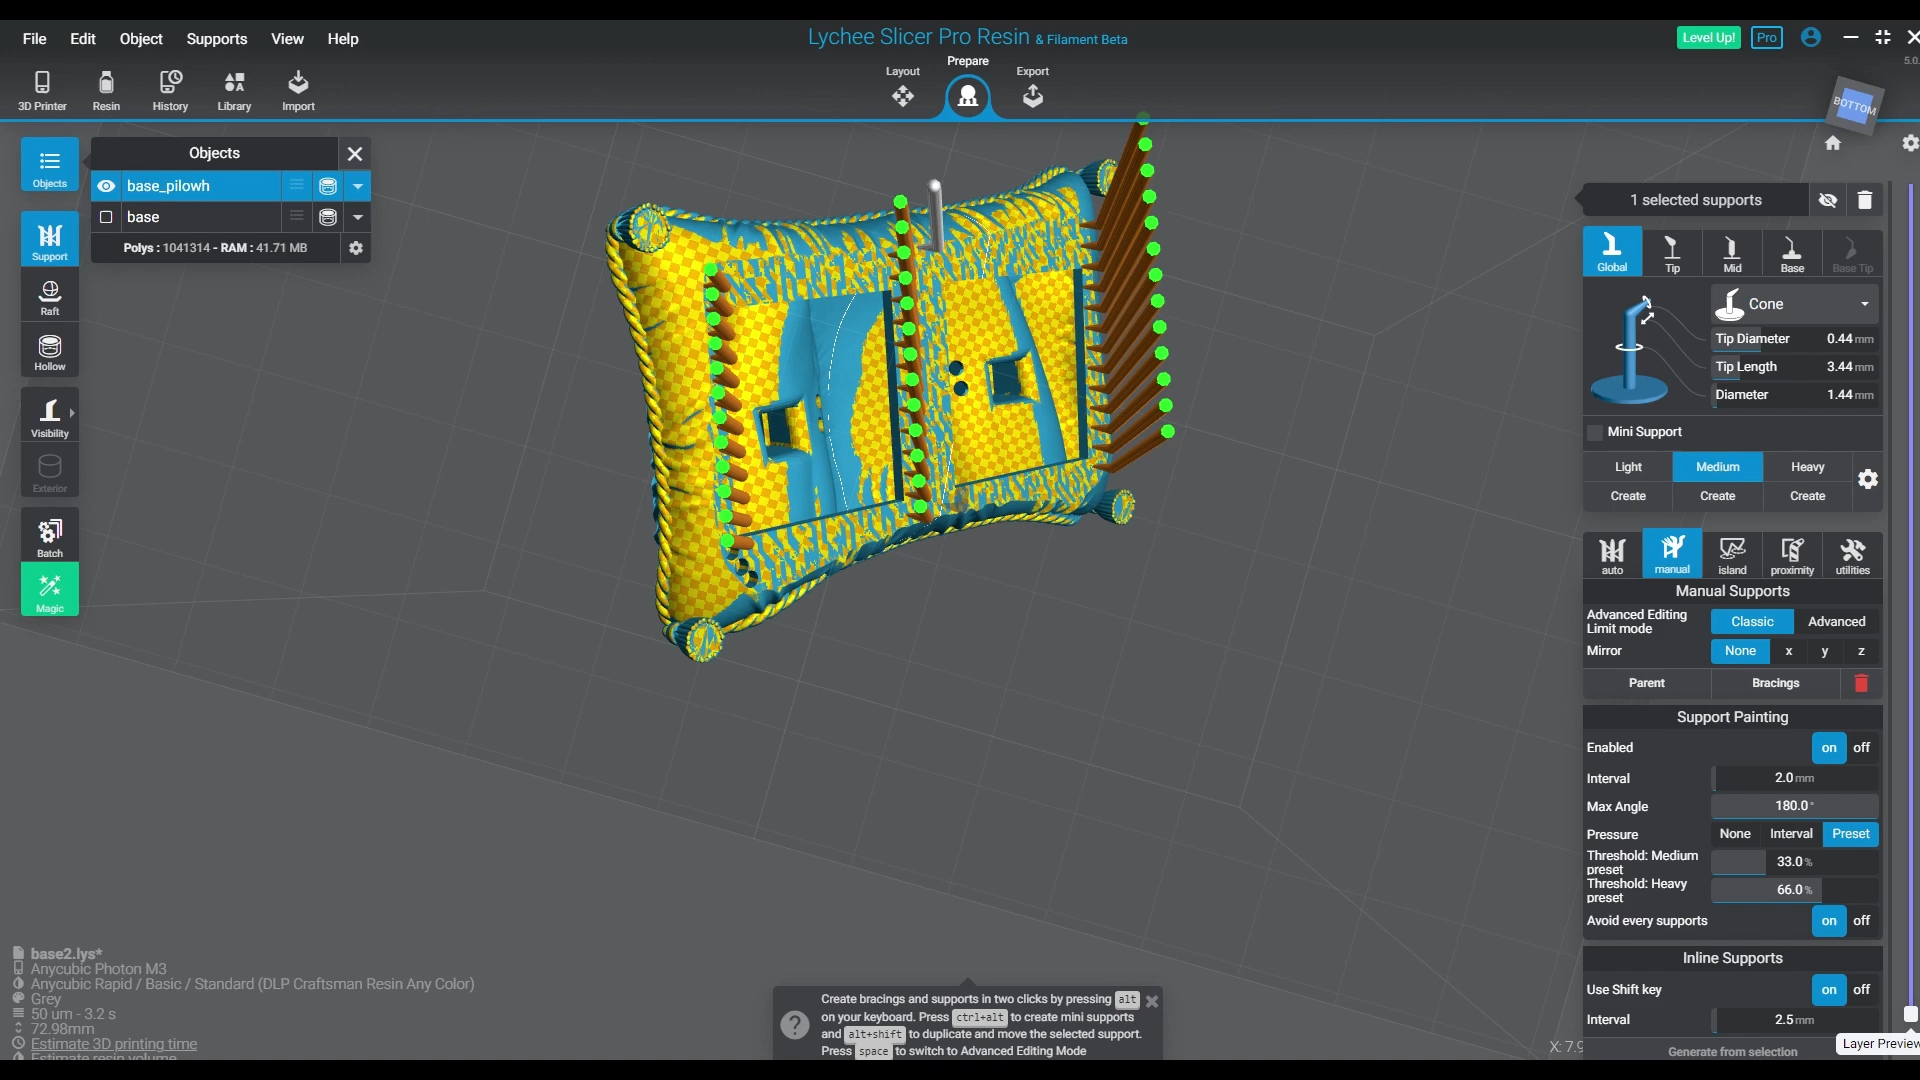 File Edit Object Supports View Help
Lychee Slicer Pro Resin & Filament Beta
Level Up! Pro
5.0.
3D Printer Resin History Library Import
Layout Prepare Export
BOTTOM
Objects
Objects
base_pilowh
base
Polys : 1041314 - RAM : 41.71 MB
Support
Raft
Hollow
Visibility
Exterior
Batch
Magic
1 selected supports
Global Tip Mid Base Base Tip
Cone
Tip Diameter 0.44 mm
Tip Length 3.44 mm
Diameter 1.44 mm
Mini Support
Light Medium Heavy
Create Create Create
auto manual island proximity utilities
Manual Supports
Advanced Editing
Limit mode
Classic Advanced
Mirror None x y z
Parent Bracings
Support Painting
Enabled on off
Interval 2.0 mm
Max Angle 180.0 °
Pressure None Interval Preset
Threshold: Medium
preset
33.0 %
Threshold: Heavy
preset
66.0 %
Avoid every supports on off
Inline Supports
Use Shift key on off
Interval 2.5 mm
Generate from selection
Layer Preview
X: 7.9
base2.lys*
Anycubic Photon M3
Anycubic Rapid / Basic / Standard (DLP Craftsman Resin Any Color)
Grey
50 um - 3.2 s
72.98mm
Estimate 3D printing time
Estimate resin volume
Create bracings and supports in two clicks by pressing alt
on your keyboard. Press ctrl+alt to create mini supports
and alt+shift to duplicate and move the selected support.
Press space to switch to Advanced Editing Mode